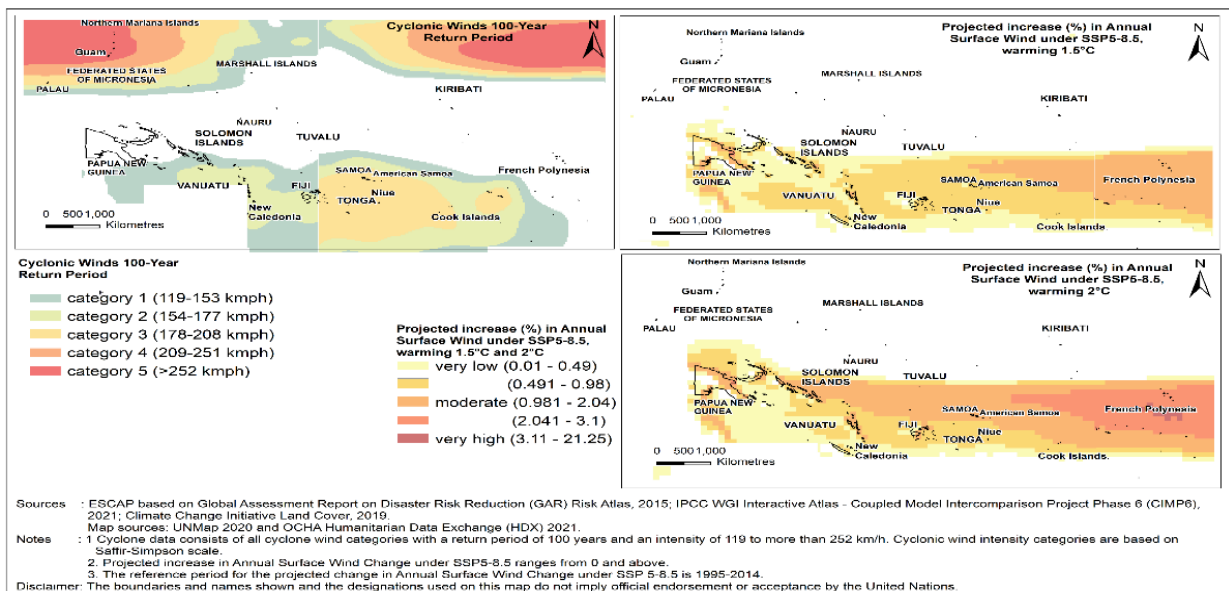 Cyclonic Winds 100-Year
Return Period
N
Northern Mariana Islands
Guam
FEDERATED STATES
OF MICRONESIA
MARSHALL ISLANDS
PALAU
KIRIBATI
NAURU
SOLOMON
ISLANDS
TUVALU
PAPUA NEW
GUINEA
VANUATU
FIJI
SAMOA
American Samoa
French Polynesia
TONGA
Niue
New
Caledonia
Cook Islands
0 500 1,000
Kilometres
Projected increase (%) in Annual
Surface Wind under SSP5-8.5,
warming 1.5°C
N
Northern Mariana Islands
Guam
FEDERATED STATES
OF MICRONESIA
MARSHALL ISLANDS
PALAU
KIRIBATI
NAURU
SOLOMON
ISLANDS
TUVALU
PAPUA NEW
GUINEA
VANUATU
FIJI
SAMOA
American Samoa
French Polynesia
TONGA
Niue
New
Caledonia
Cook Islands
0 500 1,000
Kilometres
Cyclonic Winds 100-Year
Return Period
category 1 (119-153 kmph)
category 2 (154-177 kmph)
category 3 (178-208 kmph)
category 4 (209-251 kmph)
category 5 (>252 kmph)
Projected increase (%) in Annual
Surface Wind under SSP5-8.5,
warming 1.5°C and 2°C
very low (0.01 - 0.49)
(0.491 - 0.98)
moderate (0.981 - 2.04)
(2.041 - 3.1)
very high (3.11 - 21.25)
Projected increase (%) in Annual
Surface Wind under SSP5-8.5,
warming 2°C
N
Northern Mariana Islands
Guam
FEDERATED STATES
OF MICRONESIA
MARSHALL ISLANDS
PALAU
KIRIBATI
NAURU
SOLOMON
ISLANDS
TUVALU
PAPUA NEW
GUINEA
VANUATU
FIJI
SAMOA
American Samoa
French Polynesia
TONGA
Niue
New
Caledonia
Cook Islands
0 500 1,000
Kilometres
Sources : ESCAP based on Global Assessment Report on Disaster Risk Reduction (GAR) Risk Atlas, 2015; IPCC WGI Interactive Atlas - Coupled Model Intercomparison Project Phase 6 (CIMP6),
2021; Climate Change Initiative Land Cover, 2019.
Map sources: UNMap 2020 and OCHA Humanitarian Data Exchange (HDX) 2021.
Notes : 1 Cyclone data consists of all cyclone wind categories with a return period of 100 years and an intensity of 119 to more than 252 km/h. Cyclonic wind intensity categories are based on
Saffir-Simpson scale.
2. Projected increase in Annual Surface Wind Change under SSP5-8.5 ranges from 0 and above.
3. The reference period for the projected change in Annual Surface Wind Change under SSP 5-8.5 is 1995-2014.
Disclaimer: The boundaries and names shown and the designations used on this map do not imply official endorsement or acceptance by the United Nations.